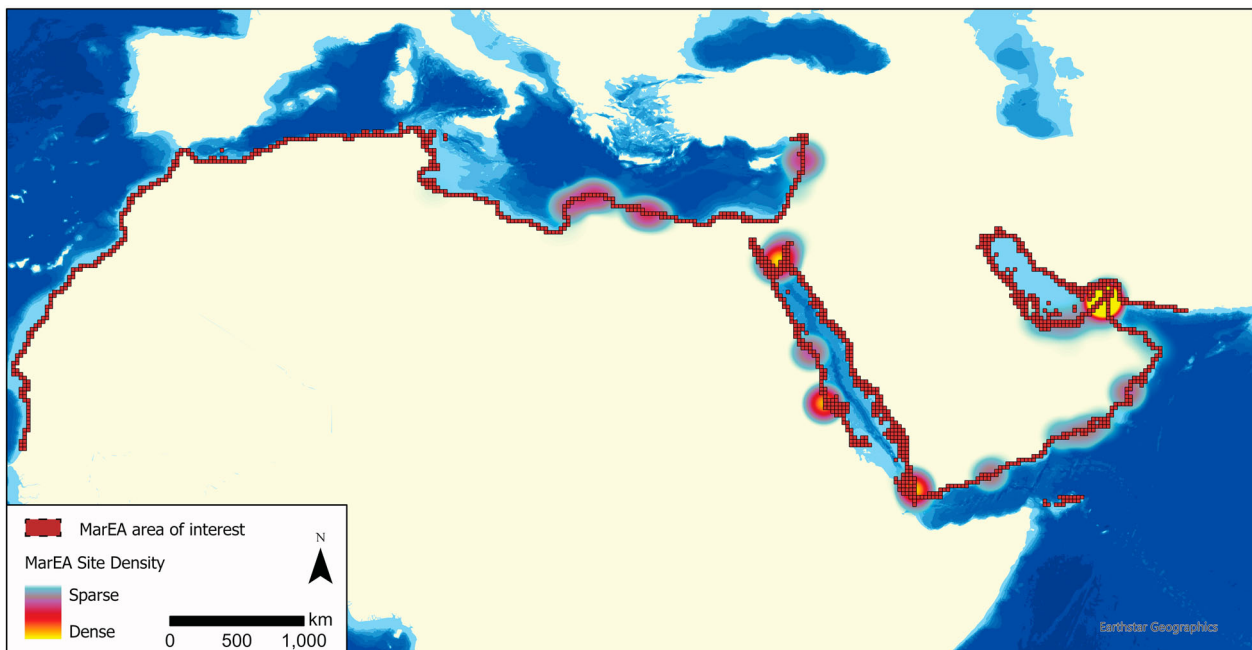 MarEA area of interest
N
MarEA Site Density
Sparse
Dense
km
0 500 1,000
Earthstar Geographics